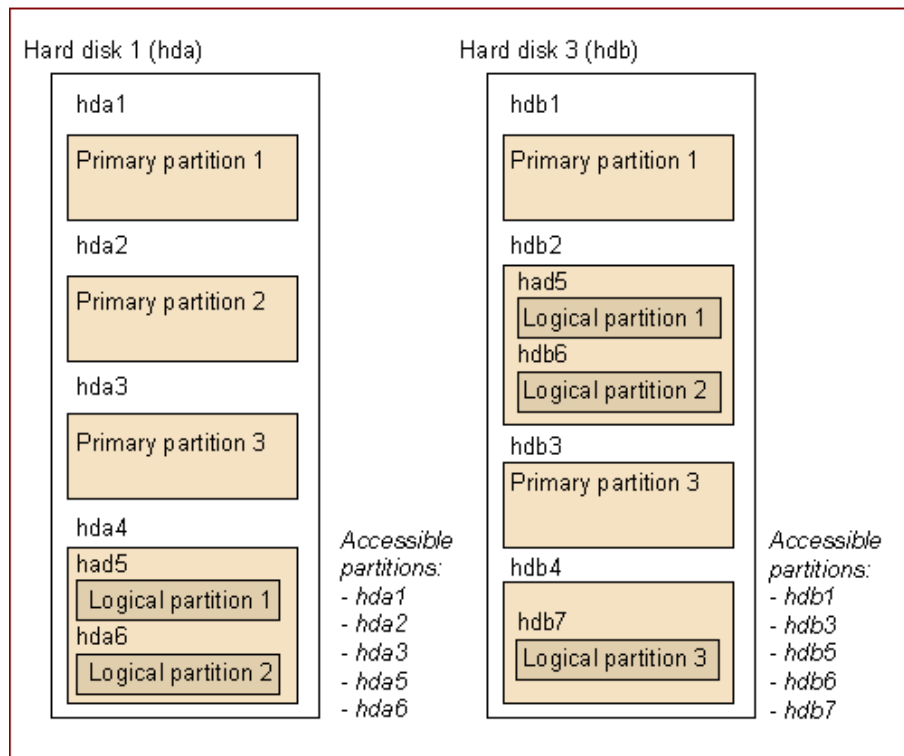 Hard disk 1 (hda)
hda1
Primary partition 1
hda2
Primary partition 2
hda3
Primary partition 3
hda4
had5
Logical partition 1
hda6
Logical partition 2
Accessible
partitions:
- hda1
- hda2
- hda3
- hda5
- hda6
Hard disk 3 (hdb)
hdb1
Primary partition 1
hdb2
had5
Logical partition 1
hdb6
Logical partition 2
hdb3
Primary partition 3
hdb4
hdb7
Logical partition 3
Accessible
partitions:
- hdb1
- hdb3
- hdb5
- hdb6
- hdb7